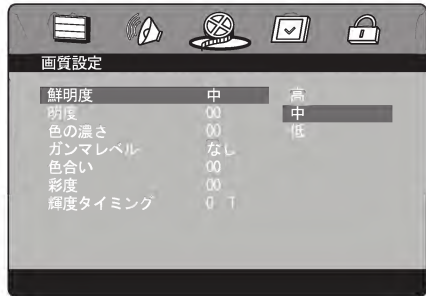 画質設定
鮮明度 中 高
明度 00 中
色の濃さ 00 低
ガンマレベル なし
色合い 00
彩度 00
輝度タイミング 0 T